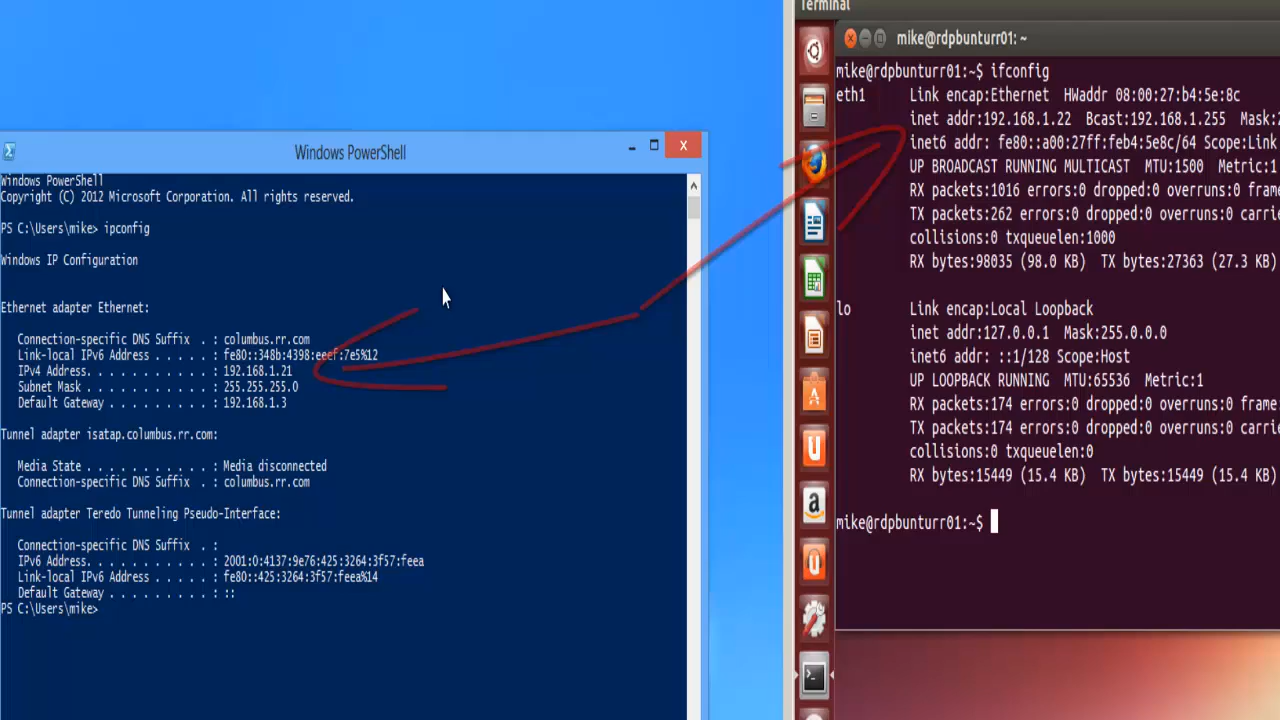 Windows PowerShell
Windows PowerShell
Copyright (C) 2012 Microsoft Corporation. All rights reserved.
PS C:\Users\mike> ipconfig
Windows IP Configuration
Ethernet adapter Ethernet:
Connection-specific DNS Suffix . : columbus.rr.com
Link-local IPv6 Address . . . . . : fe80::348b:4398:eeef:7e5%12
IPv4 Address. . . . . . . . . . . : 192.168.1.21
Subnet Mask . . . . . . . . . . . : 255.255.255.0
Default Gateway . . . . . . . . . : 192.168.1.3
Tunnel adapter isatap.columbus.rr.com:
Media State . . . . . . . . . . . : Media disconnected
Connection-specific DNS Suffix . : columbus.rr.com
Tunnel adapter Teredo Tunneling Pseudo-Interface:
Connection-specific DNS Suffix . :
IPv6 Address. . . . . . . . . . . : 2001:0:4137:9e76:425:3264:3f57:feea
Link-local IPv6 Address . . . . . : fe80::425:3264:3f57:feea%14
Default Gateway . . . . . . . . . : ::
PS C:\Users\mike>
Terminal
mike@rdpbunturr01: ~
mike@rdpbunturr01:~$ ifconfig
eth1 Link encap:Ethernet HWaddr 08:00:27:b4:5e:8c
inet addr:192.168.1.22 Bcast:192.168.1.255 Mask:2
inet6 addr: fe80::a00:27ff:feb4:5e8c/64 Scope:Link
UP BROADCAST RUNNING MULTICAST MTU:1500 Metric:1
RX packets:1016 errors:0 dropped:0 overruns:0 frame
TX packets:262 errors:0 dropped:0 overruns:0 carrie
collisions:0 txqueuelen:1000
RX bytes:98035 (98.0 KB) TX bytes:27363 (27.3 KB)
lo Link encap:Local Loopback
inet addr:127.0.0.1 Mask:255.0.0.0
inet6 addr: ::1/128 Scope:Host
UP LOOPBACK RUNNING MTU:65536 Metric:1
RX packets:174 errors:0 dropped:0 overruns:0 frame:
TX packets:174 errors:0 dropped:0 overruns:0 carrie
collisions:0 txqueuelen:0
RX bytes:15449 (15.4 KB) TX bytes:15449 (15.4 KB)
mike@rdpbunturr01:~$